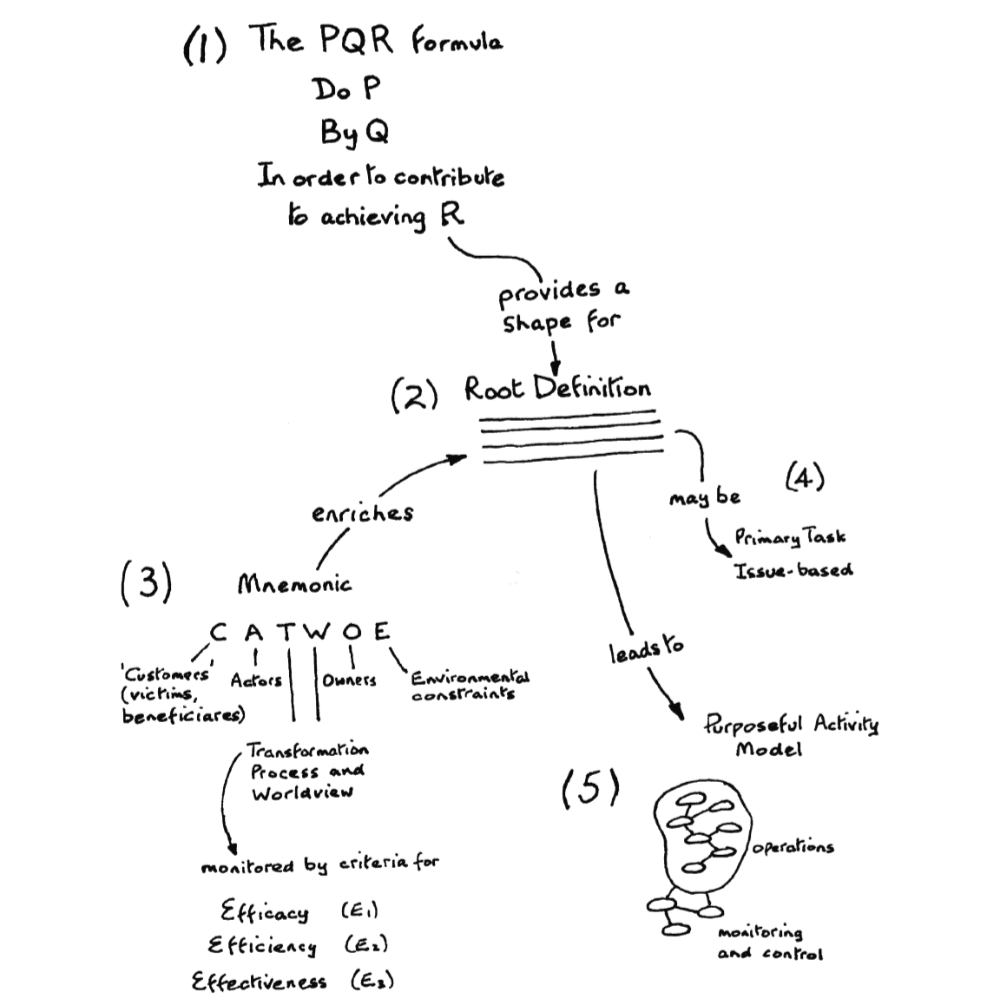 (1) The PQR formula
Do P
By Q
In order to contribute
to achieving R
provides a
shape for
(2) Root Definition
(4)
may be
enriches
Primary Task
Issue-based
(3) Mnemonic
C A T W O E
leads to
'Customers'
(victims,
beneficiares)
Actors
Owners
Environmental
constraints
Purposeful Activity
Model
Transformation
Process and
Worldview
(5)
operations
monitored by criteria for
Efficacy (E1)
Efficiency (E2)
Effectiveness (E3)
monitoring
and control